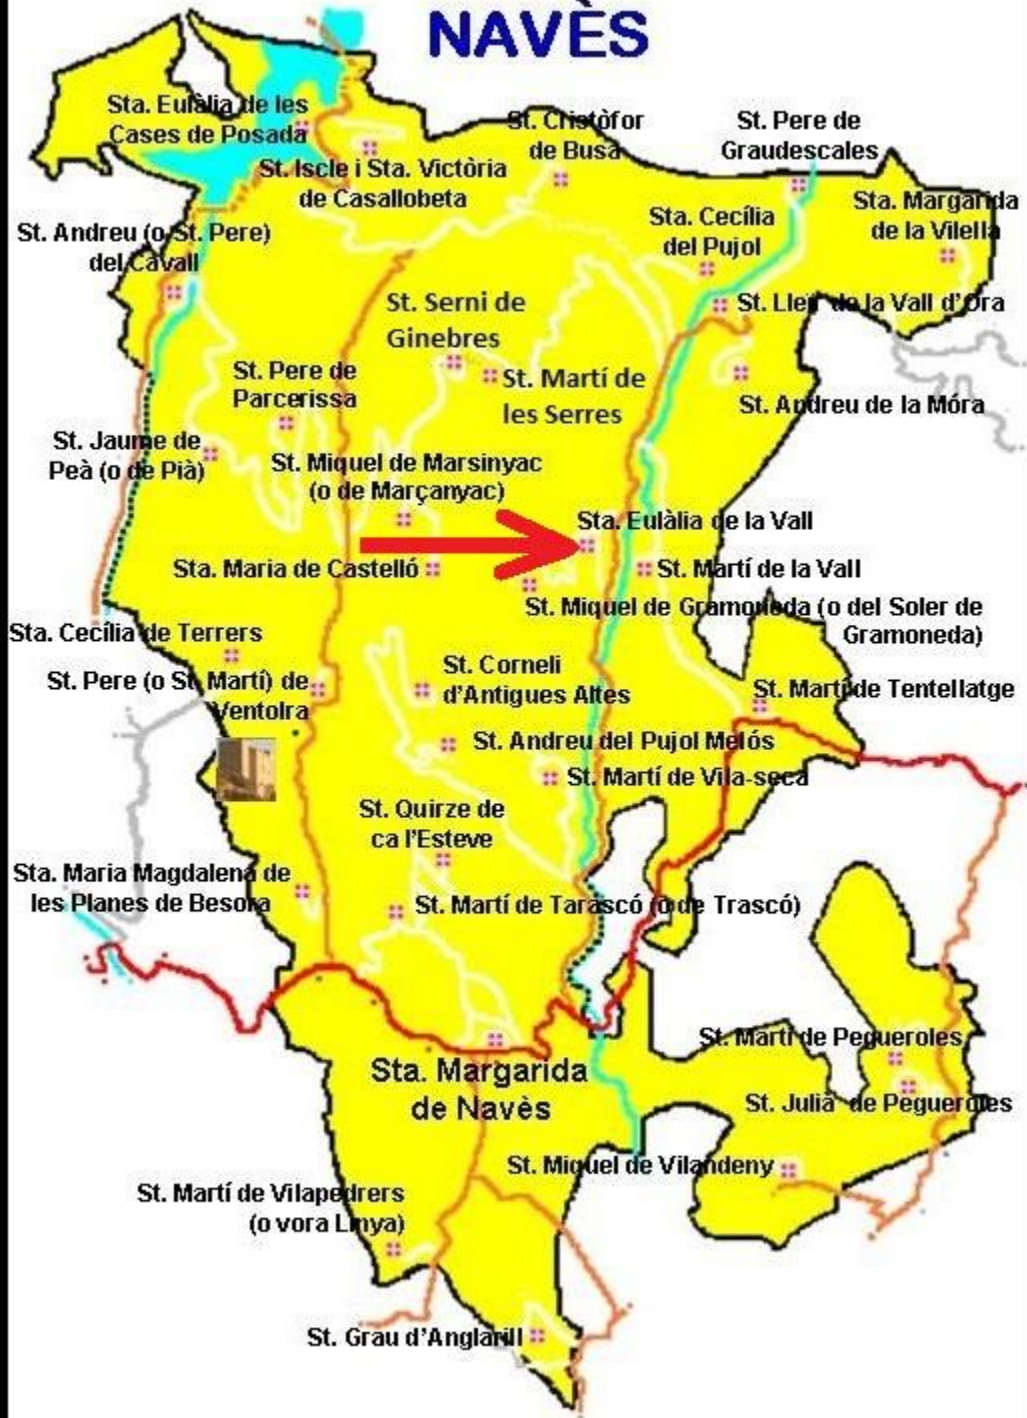 NAVÈS
Sta. Eulàlia de les
Cases de Posada
St. Iscle i Sta. Victòria
de Casallobeta
St. Cristòfor
de Busa
St. Pere de
Graudescales
Sta. Margarida
de la Vilella
St. Andreu (o St. Pere)
del Cavall
Sta. Cecília
del Pujol
St. Lleïr de la Vall d'Ora
St. Serni de
Ginebres
St. Pere de
Parcerissa
St. Martí de
les Serres
St. Andreu de la Móra
St. Jaume de
Peà (o de Pià)
St. Miquel de Marsinyac
(o de Marçanyac)
Sta. Eulàlia de la Vall
Sta. Maria de Castelló
St. Martí de la Vall
St. Miquel de Gramoneda (o del Soler de
Gramoneda)
Sta. Cecília de Terrers
St. Pere (o St. Martí) de
Ventolra
St. Corneli
d'Antigues Altes
St. Martí de Tentellatge
St. Andreu del Pujol Melós
St. Martí de Vila-seca
St. Quirze de
ca l'Esteve
Sta. Maria Magdalena de
les Planes de Besora
St. Martí de Tarascó (o de Trascó)
St. Martí de Pegueroles
Sta. Margarida
de Navès
St. Julià de Pegueroles
St. Miquel de Vilandeny
St. Martí de Vilapedrers
(o vora Linya)
St. Grau d'Anglarill